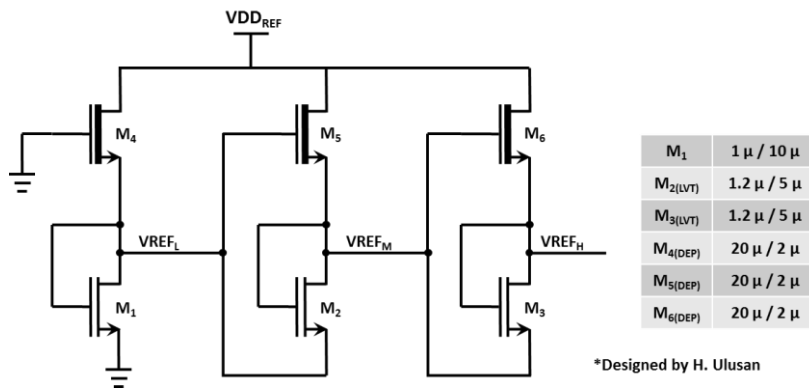 VDD_REF
M₄
M₅
M₆
VREF_L
VREF_M
VREF_H
M₁
M₂
M₃
M₁ 1 µ / 10 µ
M₂(LVT) 1.2 µ / 5 µ
M₃(LVT) 1.2 µ / 5 µ
M₄(DEP) 20 µ / 2 µ
M₅(DEP) 20 µ / 2 µ
M₆(DEP) 20 µ / 2 µ
*Designed by H. Ulusan